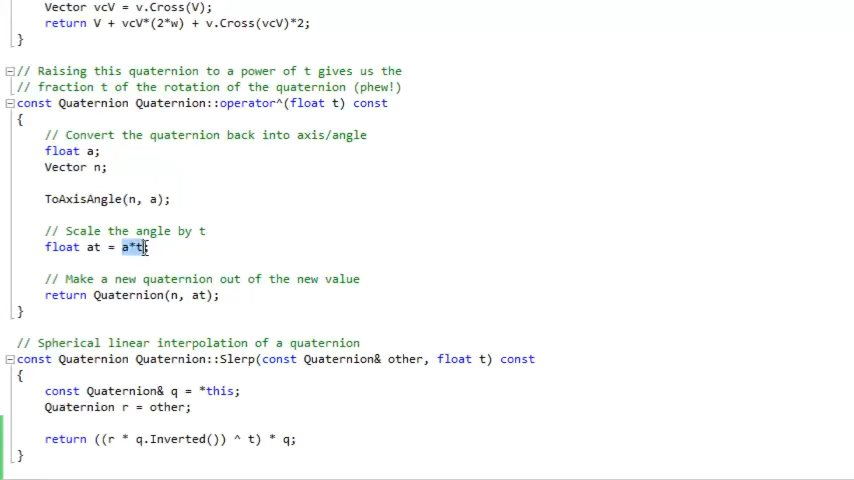 Vector vcV = v.Cross(V);
return V + vcV*(2*w) + v.Cross(vcV)*2;
}
// Raising this quaternion to a power of t gives us the
// fraction t of the rotation of the quaternion (phew!)
const Quaternion Quaternion::operator^(float t) const
{
// Convert the quaternion back into axis/angle
float a;
Vector n;
ToAxisAngle(n, a);
// Scale the angle by t
float at = a*t;
// Make a new quaternion out of the new value
return Quaternion(n, at);
}
// Spherical linear interpolation of a quaternion
const Quaternion Quaternion::Slerp(const Quaternion& other, float t) const
{
const Quaternion& q = *this;
Quaternion r = other;
return ((r * q.Inverted()) ^ t) * q;
}